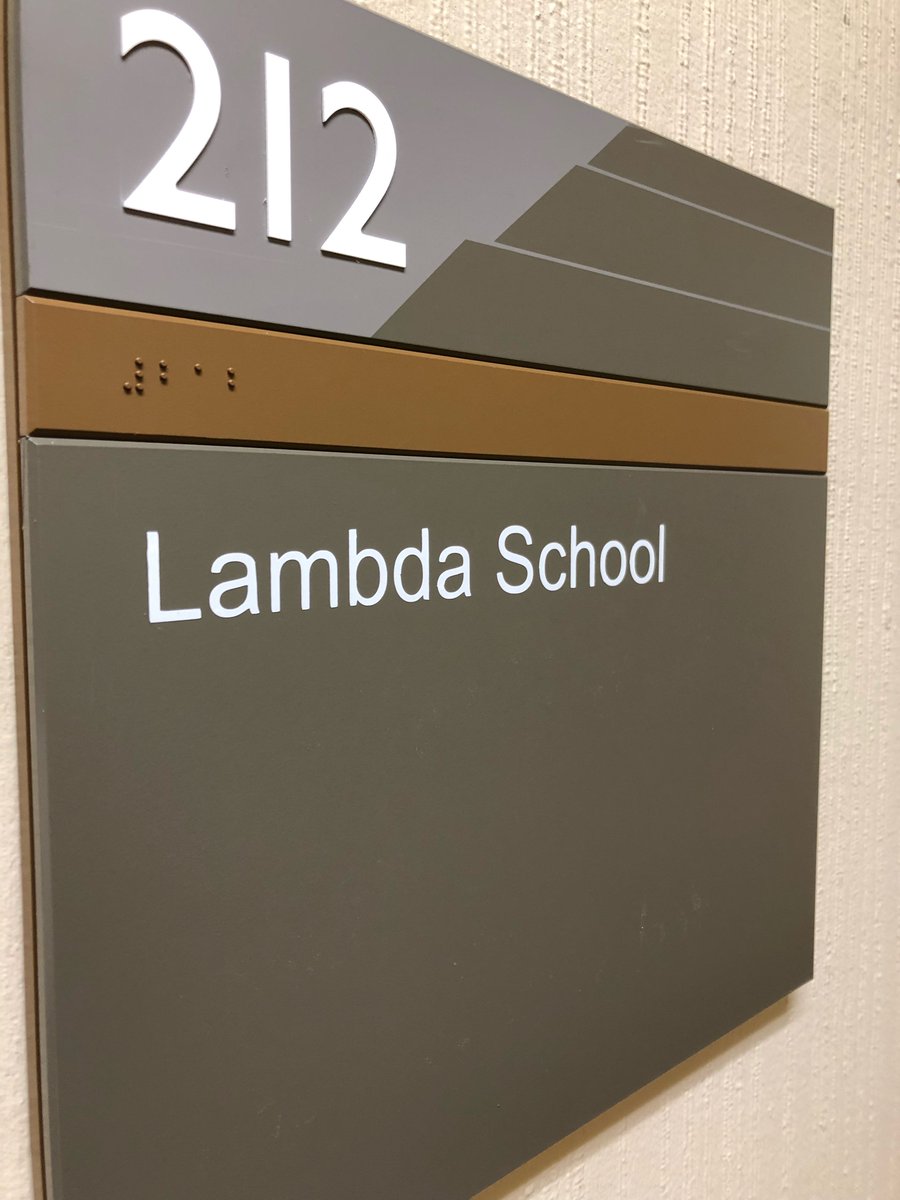 212
⠼⠃⠁⠃
Lambda School